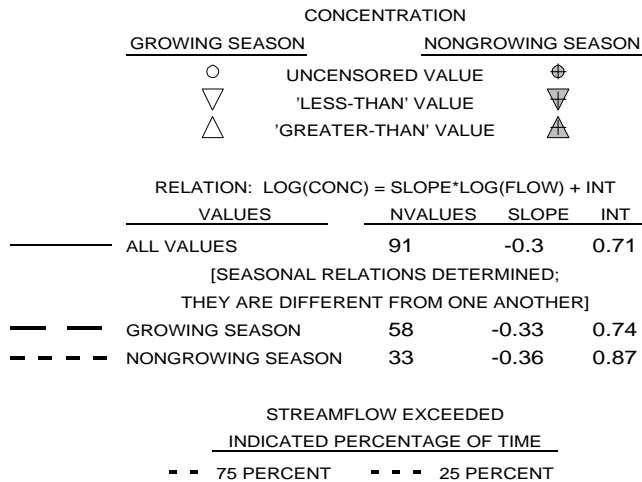 CONCENTRATION
GROWING SEASON NONGROWING SEASON
UNCENSORED VALUE
'LESS-THAN' VALUE
'GREATER-THAN' VALUE
RELATION: LOG(CONC) = SLOPE*LOG(FLOW) + INT
VALUES NVALUES SLOPE INT
ALL VALUES 91 -0.3 0.71
[SEASONAL RELATIONS DETERMINED;
THEY ARE DIFFERENT FROM ONE ANOTHER]
GROWING SEASON 58 -0.33 0.74
NONGROWING SEASON 33 -0.36 0.87
STREAMFLOW EXCEEDED
INDICATED PERCENTAGE OF TIME
75 PERCENT 25 PERCENT